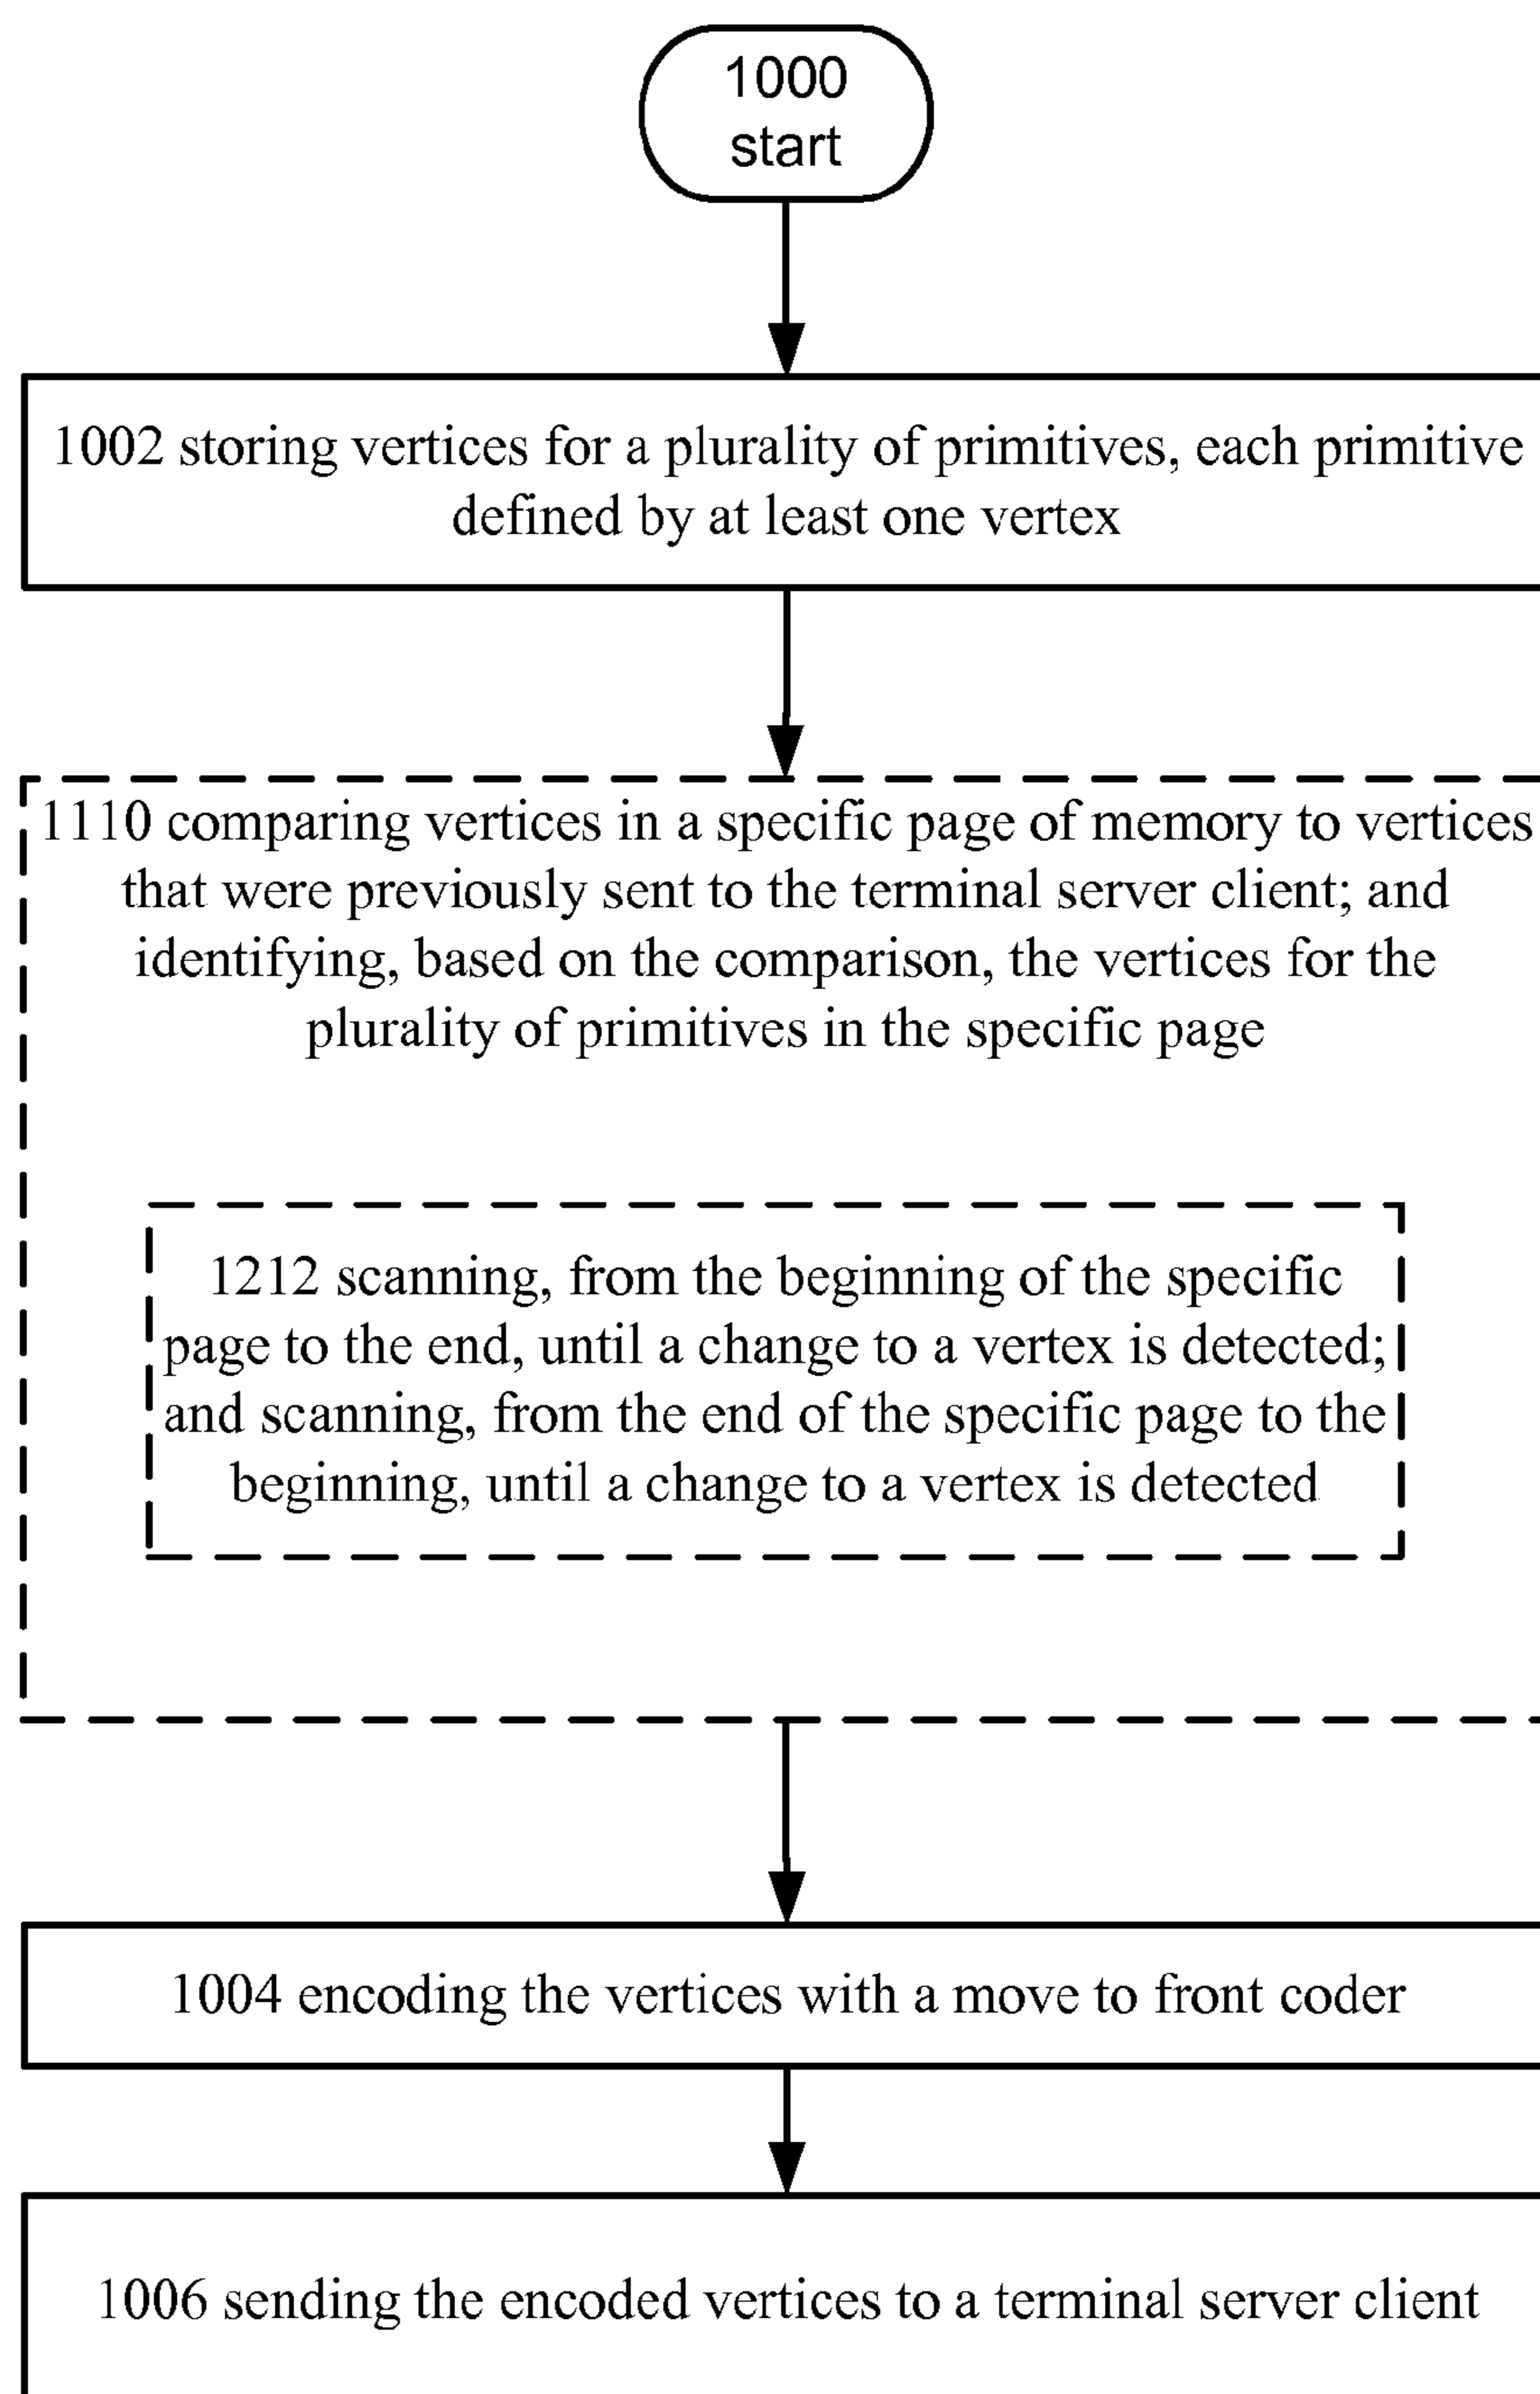 1000
start
1002 storing vertices for a plurality of primitives, each primitive
defined by at least one vertex
1110 comparing vertices in a specific page of memory to vertices
that were previously sent to the terminal server client; and
identifying, based on the comparison, the vertices for the
plurality of primitives in the specific page
1212 scanning, from the beginning of the specific
page to the end, until a change to a vertex is detected;
and scanning, from the end of the specific page to the
beginning, until a change to a vertex is detected
1004 encoding the vertices with a move to front coder
1006 sending the encoded vertices to a terminal server client